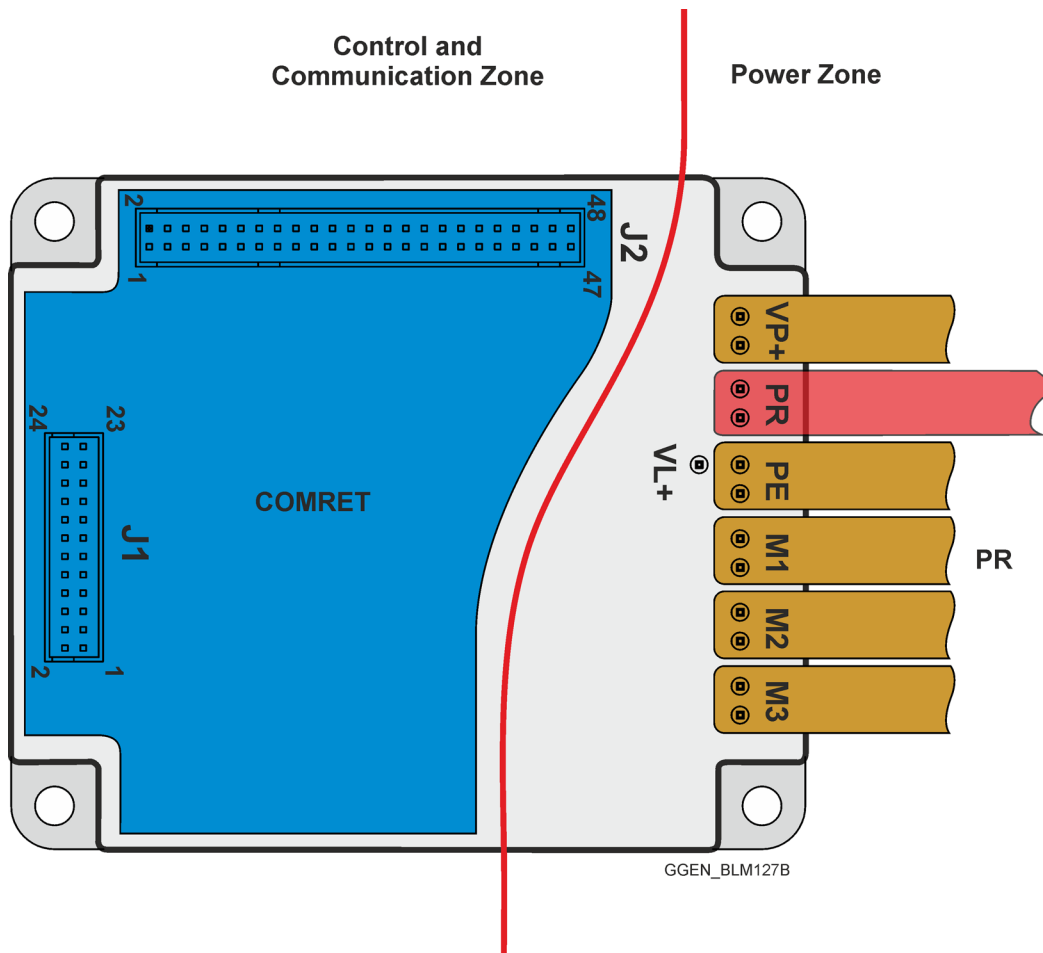 Control and
Communication Zone
Power Zone
2
48
J2
1
47
VP+
PR
24
23
VL+
PE
COMRET
J1
M1
PR
M2
2
1
M3
GGEN_BLM127B